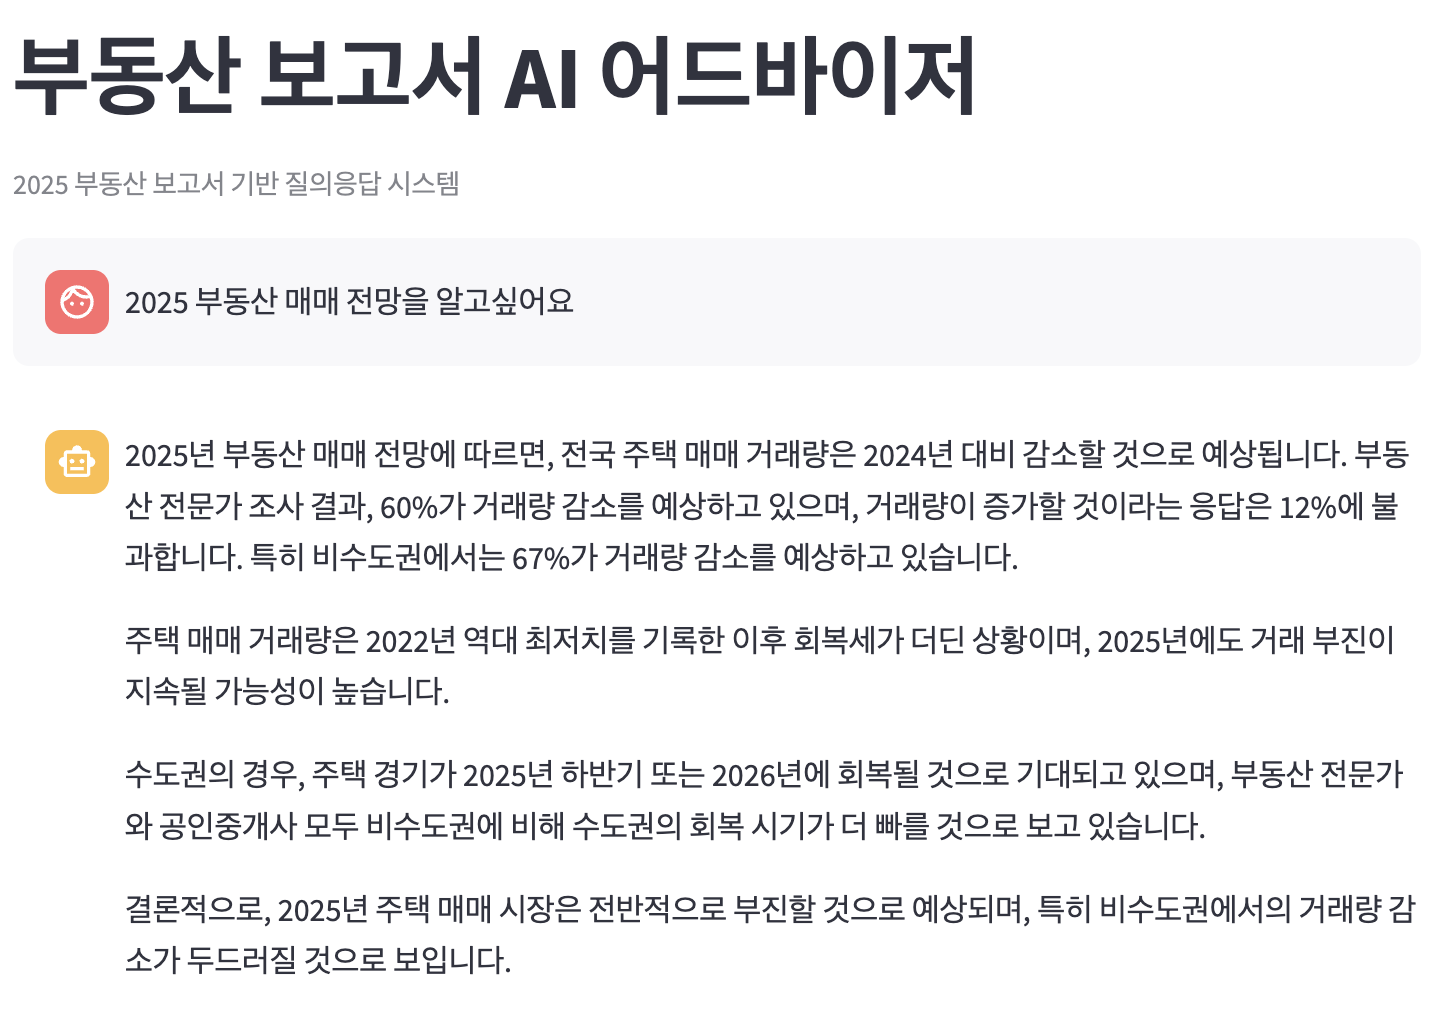 부동산 보고서 AI 어드바이저
2025 부동산 보고서 기반 질의응답 시스템
2025 부동산 매매 전망을 알고싶어요
2025년 부동산 매매 전망에 따르면, 전국 주택 매매 거래량은 2024년 대비 감소할 것으로 예상됩니다. 부동
산 전문가 조사 결과, 60%가 거래량 감소를 예상하고 있으며, 거래량이 증가할 것이라는 응답은 12%에 불
과합니다. 특히 비수도권에서는 67%가 거래량 감소를 예상하고 있습니다.
주택 매매 거래량은 2022년 역대 최저치를 기록한 이후 회복세가 더딘 상황이며, 2025년에도 거래 부진이
지속될 가능성이 높습니다.
수도권의 경우, 주택 경기가 2025년 하반기 또는 2026년에 회복될 것으로 기대되고 있으며, 부동산 전문가
와 공인중개사 모두 비수도권에 비해 수도권의 회복 시기가 더 빠를 것으로 보고 있습니다.
결론적으로, 2025년 주택 매매 시장은 전반적으로 부진할 것으로 예상되며, 특히 비수도권에서의 거래량 감
소가 두드러질 것으로 보입니다.